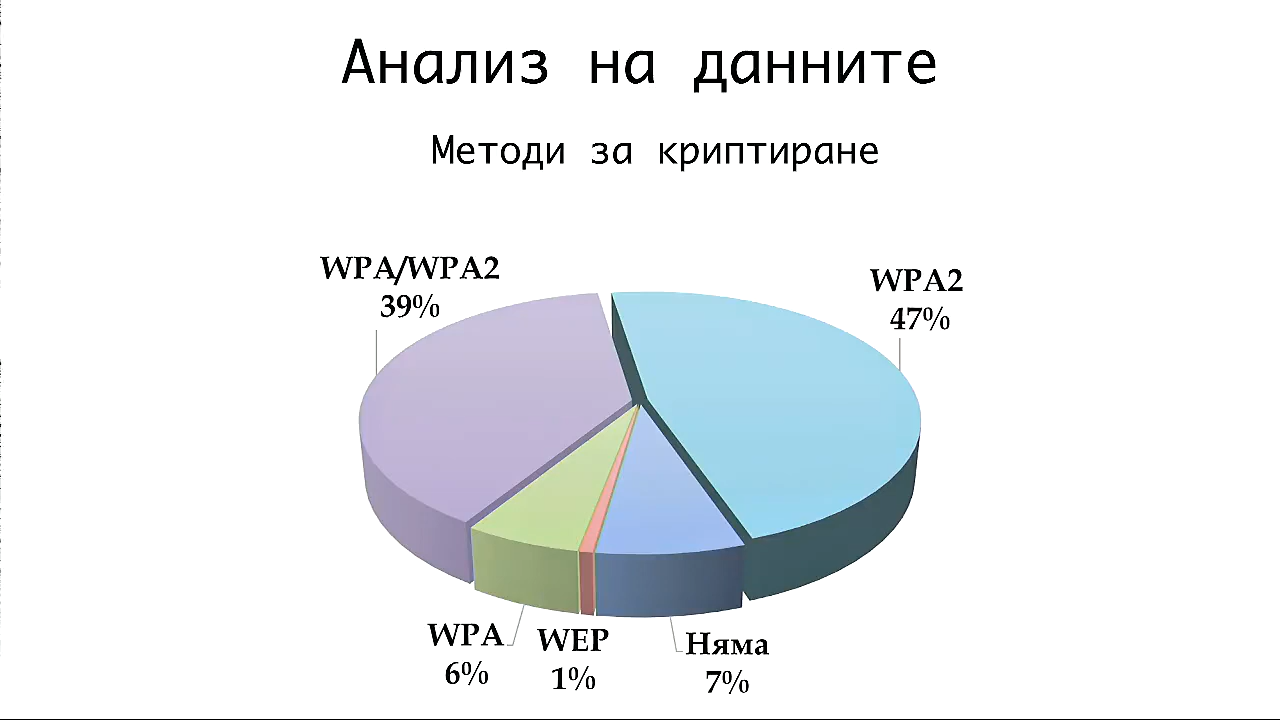 Анализ на данните
Методи за криптиране
WPA/WPA2
39%
WPA2
47%
WPA
6%
WEP
1%
Няма
7%